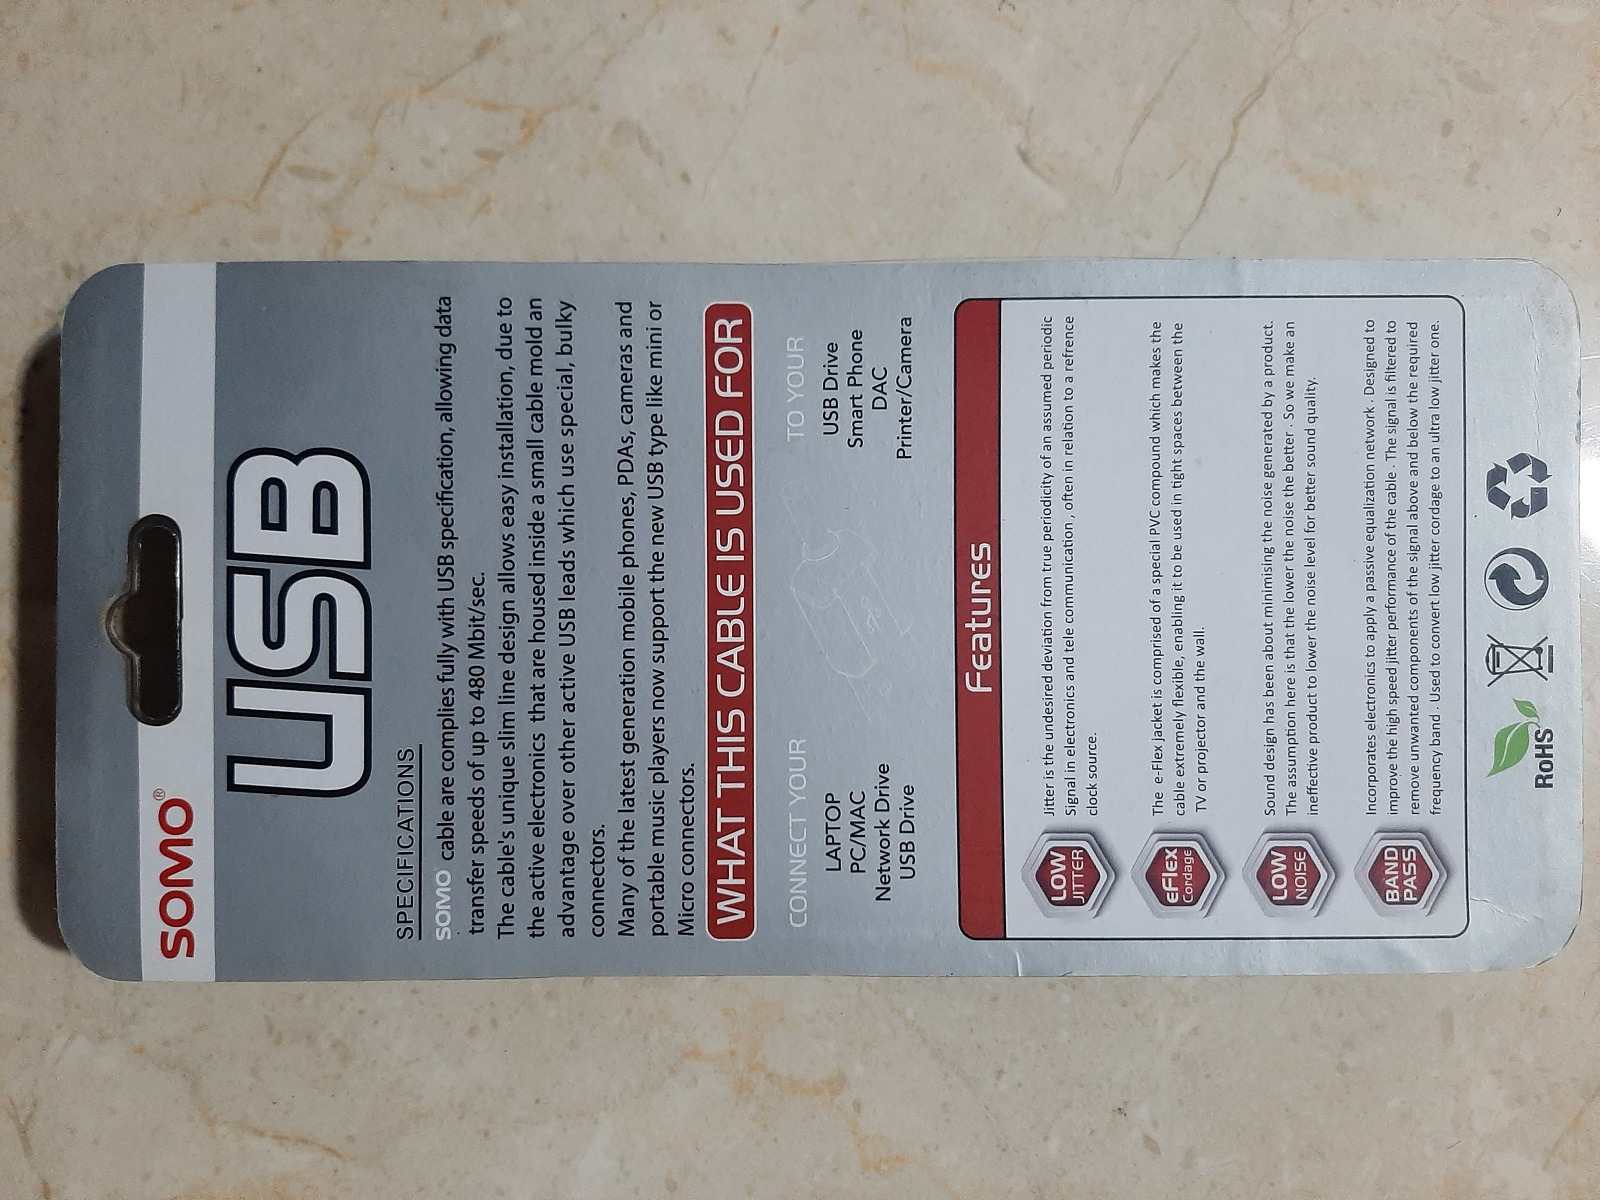 SOMO®
USB
SPECIFICATIONS
SOMO cable are complies fully with USB specification, allowing data
transfer speeds of up to 480 Mbit/sec.
The cable's unique slim line design allows easy installation, due to
the active electronics that are housed inside a small cable mold an
advantage over other active USB leads which use special, bulky
connectors.
Many of the latest generation mobile phones, PDAs, cameras and
portable music players now support the new USB type like mini or
Micro connectors.
WHAT THIS CABLE IS USED FOR
CONNECT YOUR
LAPTOP
PC/MAC
Network Drive
USB Drive
TO YOUR
USB Drive
Smart Phone
DAC
Printer/Camera
Features
LOW
JITTER
Jitter is the undesired deviation from true periodicity of an assumed periodic
Signal in electronics and tele communication , often in relation to a refrence
clock source.
eFlex
Cordage
The e-Flex jacket is comprised of a special PVC compound which makes the
cable extremely flexible, enabling it to be used in tight spaces between the
TV or projector and the wall.
LOW
NOISE
Sound design has been about minimising the noise generated by a product.
The assumption here is that the lower the noise the better . So we make an
ineffective product to lower the noise level for better sound quality.
BAND
PASS
Incorporates electronics to apply a passive equalization network . Designed to
improve the high speed jitter performance of the cable . The signal is filtered to
remove unwanted components of the signal above and below the required
frequency band . Used to convert low jitter cordage to an ultra low jitter one.
RoHS